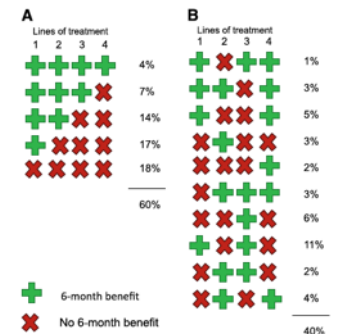 A
Lines of treatment
1 2 3 4
4%
7%
14%
17%
18%
60%
6-month benefit
No 6-month benefit
B
Lines of treatment
1 2 3 4
1%
3%
5%
3%
2%
3%
6%
11%
2%
4%
40%